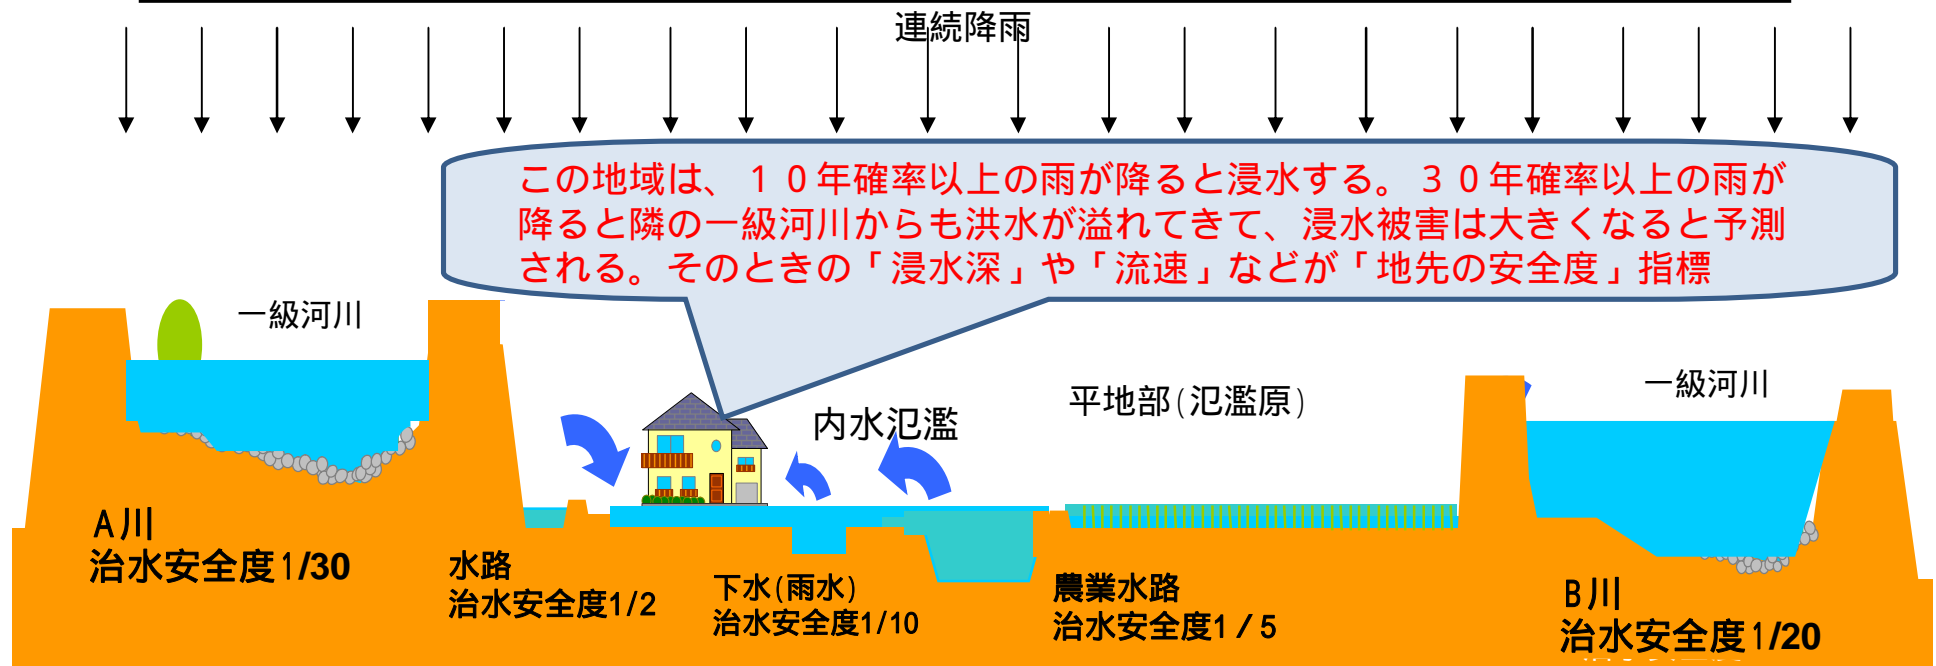 連続降雨
この地域は、１０年確率以上の雨が降ると浸水する。３０年確率以上の雨が
降ると隣の一級河川からも洪水が溢れてきて、浸水被害は大きくなると予測
される。そのときの「浸水深」や「流速」などが「地先の安全度」指標
一級河川
一級河川
平地部(氾濫原)
内水氾濫
A川
治水安全度1/30
水路
治水安全度1/2
下水(雨水)
治水安全度1/10
農業水路
治水安全度1／5
B川
治水安全度1/20